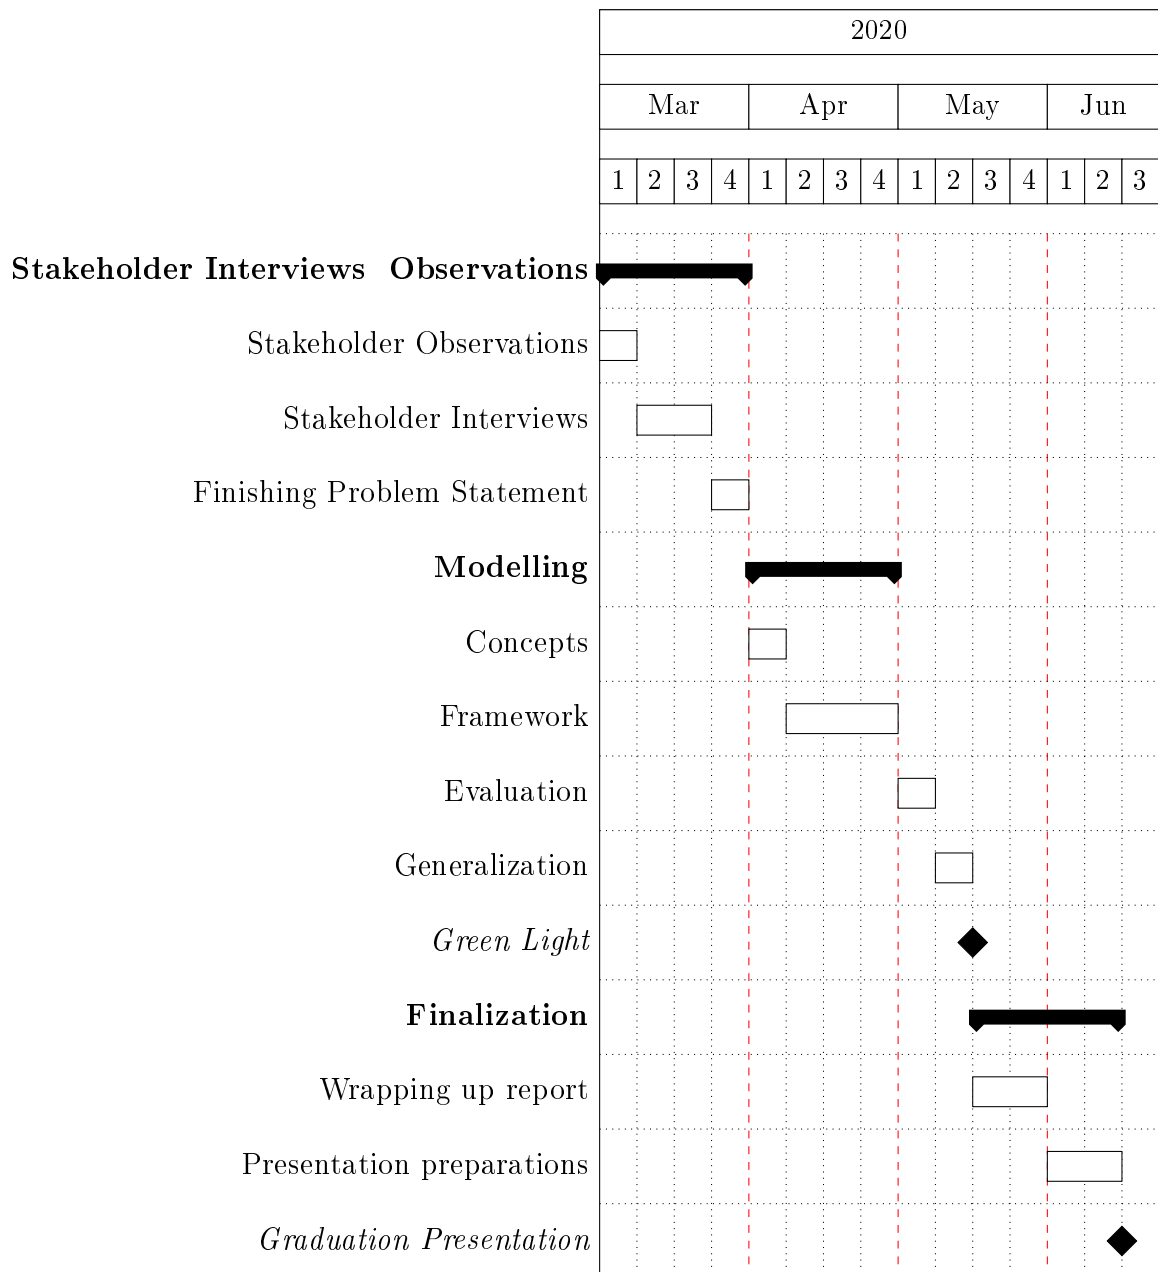 2020
Mar Apr May Jun
1 2 3 4 1 2 3 4 1 2 3 4 1 2 3
Stakeholder Interviews Observations
Stakeholder Observations
Stakeholder Interviews
Finishing Problem Statement
Modelling
Concepts
Framework
Evaluation
Generalization
Green Light
Finalization
Wrapping up report
Presentation preparations
Graduation Presentation